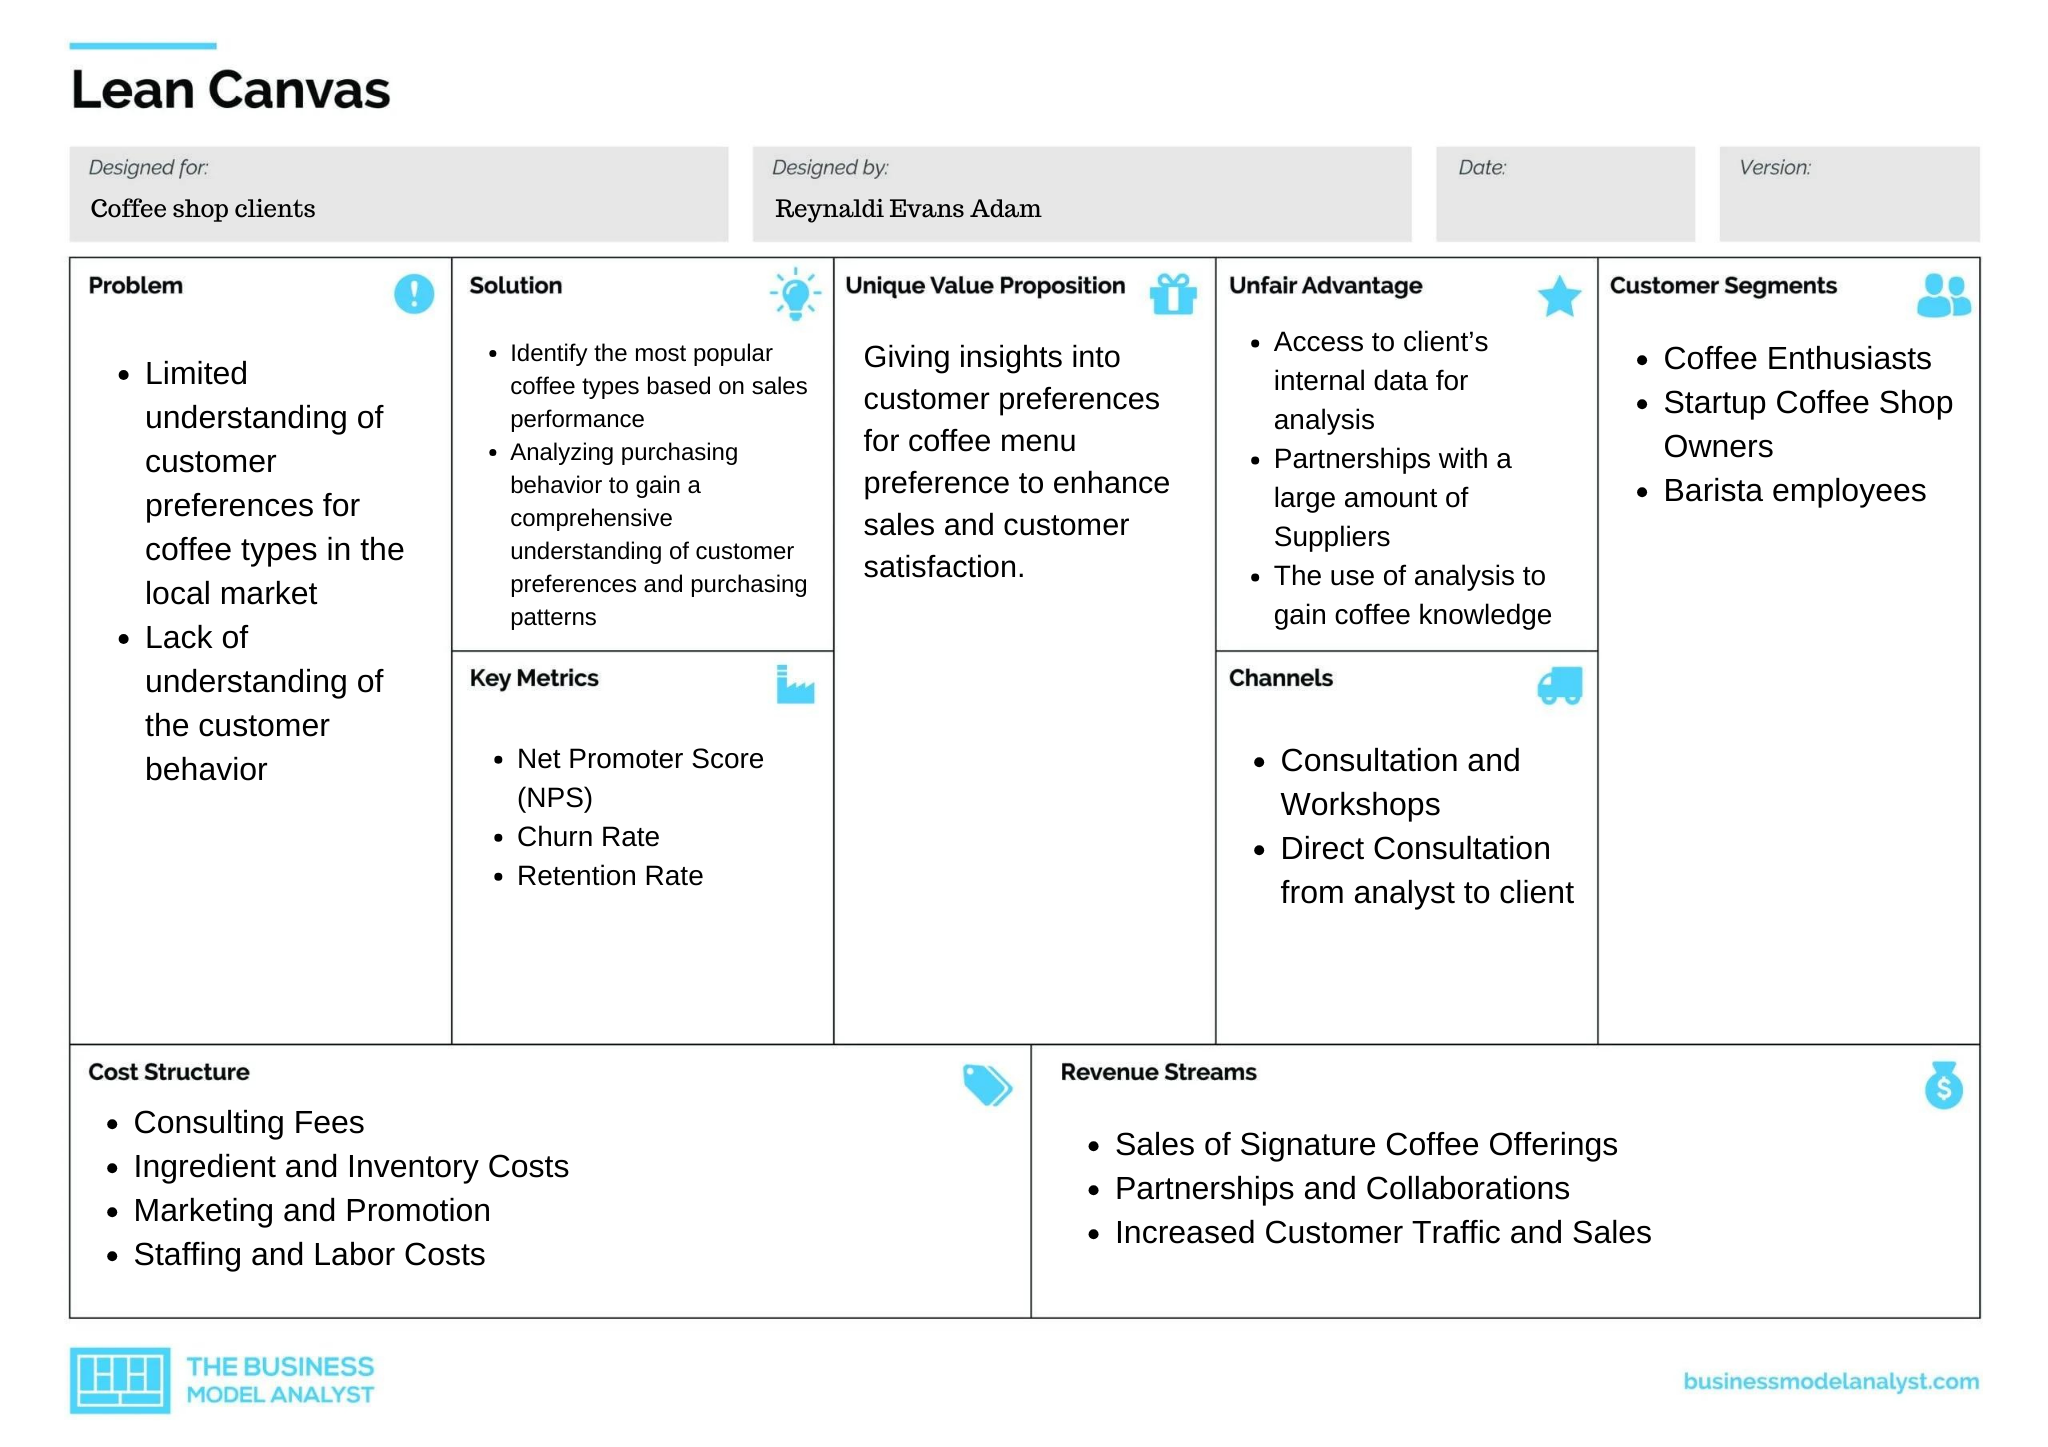 Lean Canvas
Designed for:
Coffee shop clients
Designed by:
Reynaldi Evans Adam
Date:
Version:
Problem
• Limited
understanding of
customer
preferences for
coffee types in the
local market
• Lack of
understanding of
the customer
behavior
Solution
• Identify the most popular
coffee types based on sales
performance
• Analyzing purchasing
behavior to gain a
comprehensive
understanding of customer
preferences and purchasing
patterns
Key Metrics
• Net Promoter Score
(NPS)
• Churn Rate
• Retention Rate
Unique Value Proposition
Giving insights into
customer preferences
for coffee menu
preference to enhance
sales and customer
satisfaction.
Unfair Advantage
• Access to client’s
internal data for
analysis
• Partnerships with a
large amount of
Suppliers
• The use of analysis to
gain coffee knowledge
Channels
• Consultation and
Workshops
• Direct Consultation
from analyst to client
Customer Segments
• Coffee Enthusiasts
• Startup Coffee Shop
Owners
• Barista employees
Cost Structure
• Consulting Fees
• Ingredient and Inventory Costs
• Marketing and Promotion
• Staffing and Labor Costs
Revenue Streams
• Sales of Signature Coffee Offerings
• Partnerships and Collaborations
• Increased Customer Traffic and Sales
THE BUSINESS
MODEL ANALYST
businessmodelanalyst.com